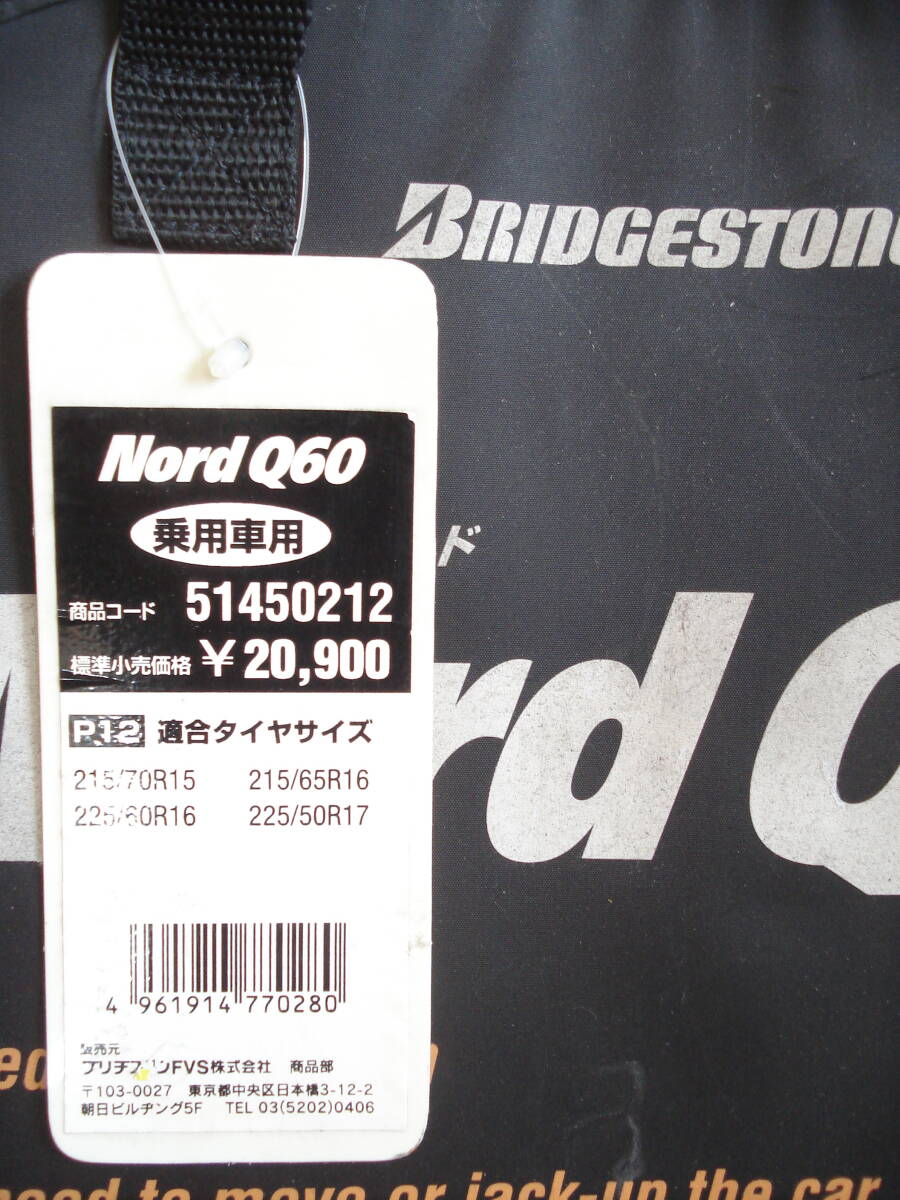 BRIDGESTON
Nord Q60
乗用車用
ド
商品コード 51450212
標準小売価格 ¥20,900
rd Q
P12 適合タイヤサイズ
215/70R15 215/65R16
225/60R16 225/50R17
4 961914 770280
販売元
ブリヂストンFVS株式会社 商品部
〒103-0027 東京都中央区日本橋3-12-2
朝日ビルヂング5F TEL 03(5202)0406
ed
need to move or jack-up the car